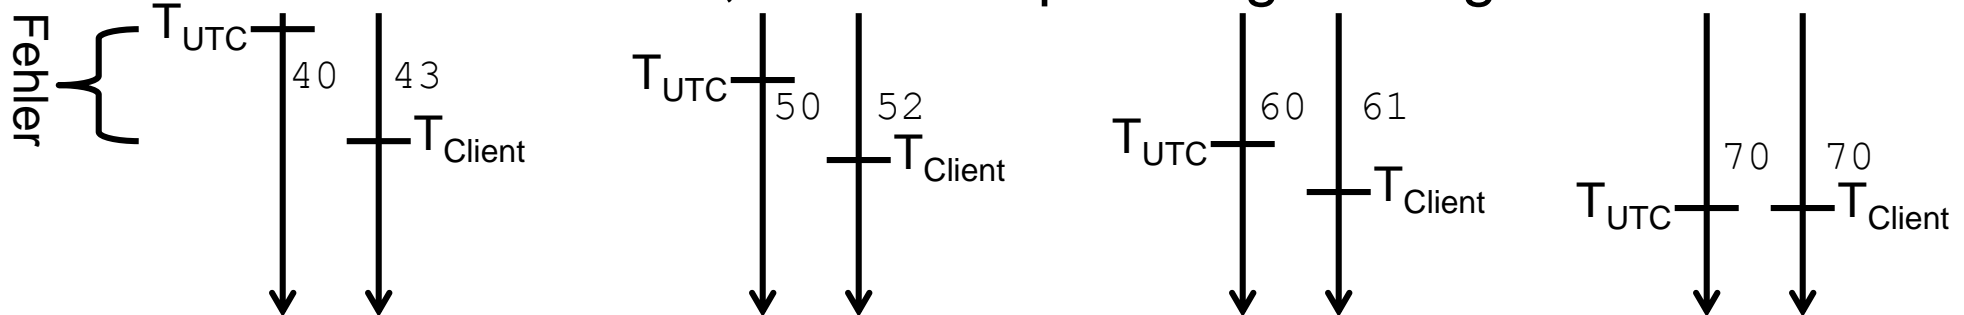 Fehler
T_UTC 40 43 T_Client
T_UTC 50 52 T_Client
T_UTC 60 61 T_Client
T_UTC 70 70 T_Client